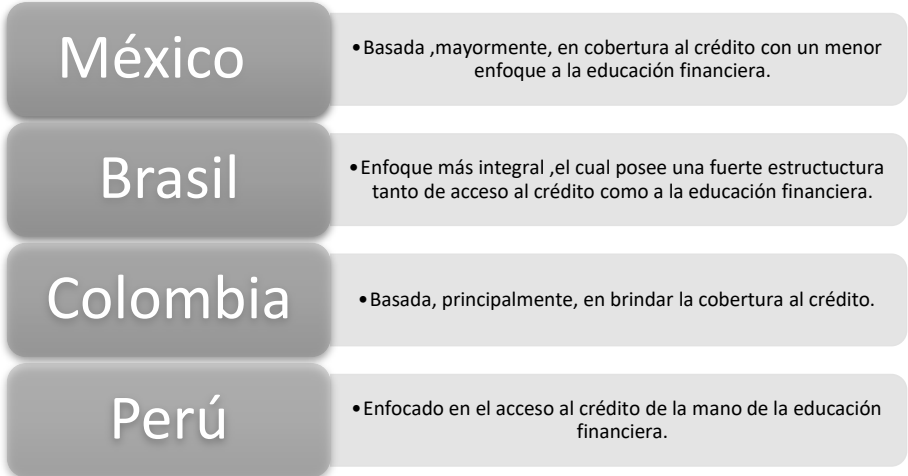 México
•Basada ,mayormente, en cobertura al crédito con un menor
enfoque a la educación financiera.
Brasil
•Enfoque más integral ,el cual posee una fuerte estructuctura
tanto de acceso al crédito como a la educación financiera.
Colombia
•Basada, principalmente, en brindar la cobertura al crédito.
Perú
•Enfocado en el acceso al crédito de la mano de la educación
financiera.